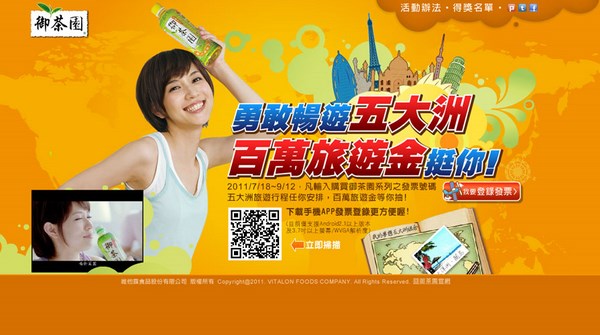 活動辦法・得獎名單・
御茶園
勇敢暢遊五大洲
百萬旅遊金挺你!
2011/7/18~9/12，凡輸入購買御茶園系列之發票號碼
五大洲旅遊行程任你安排，百萬旅遊金等你抽!
我要登錄發票
下載手機APP發票登錄更方便喔!
立即掃描
維他露食品股份有限公司 版權所有 Copyright@2011. VITALON FOODS COMPANY. All Rights Reserved.